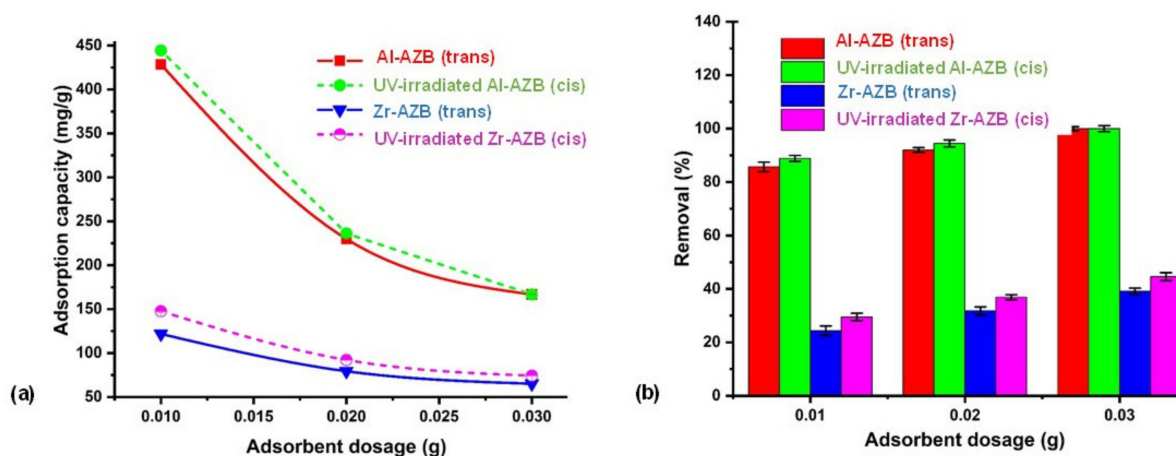 450
400
350
300
250
200
150
100
50
Adsorption capacity (mg/g)
Al-AZB (trans)
UV-irradiated Al-AZB (cis)
Zr-AZB (trans)
UV-irradiated Zr-AZB (cis)
0.010 0.015 0.020 0.025 0.030
Adsorbent dosage (g)
(a)
140
120
100
80
60
40
20
0
Removal (%)
Al-AZB (trans)
UV-irradiated Al-AZB (cis)
Zr-AZB (trans)
UV-irradiated Zr-AZB (cis)
0.01 0.02 0.03
Adsorbent dosage (g)
(b)